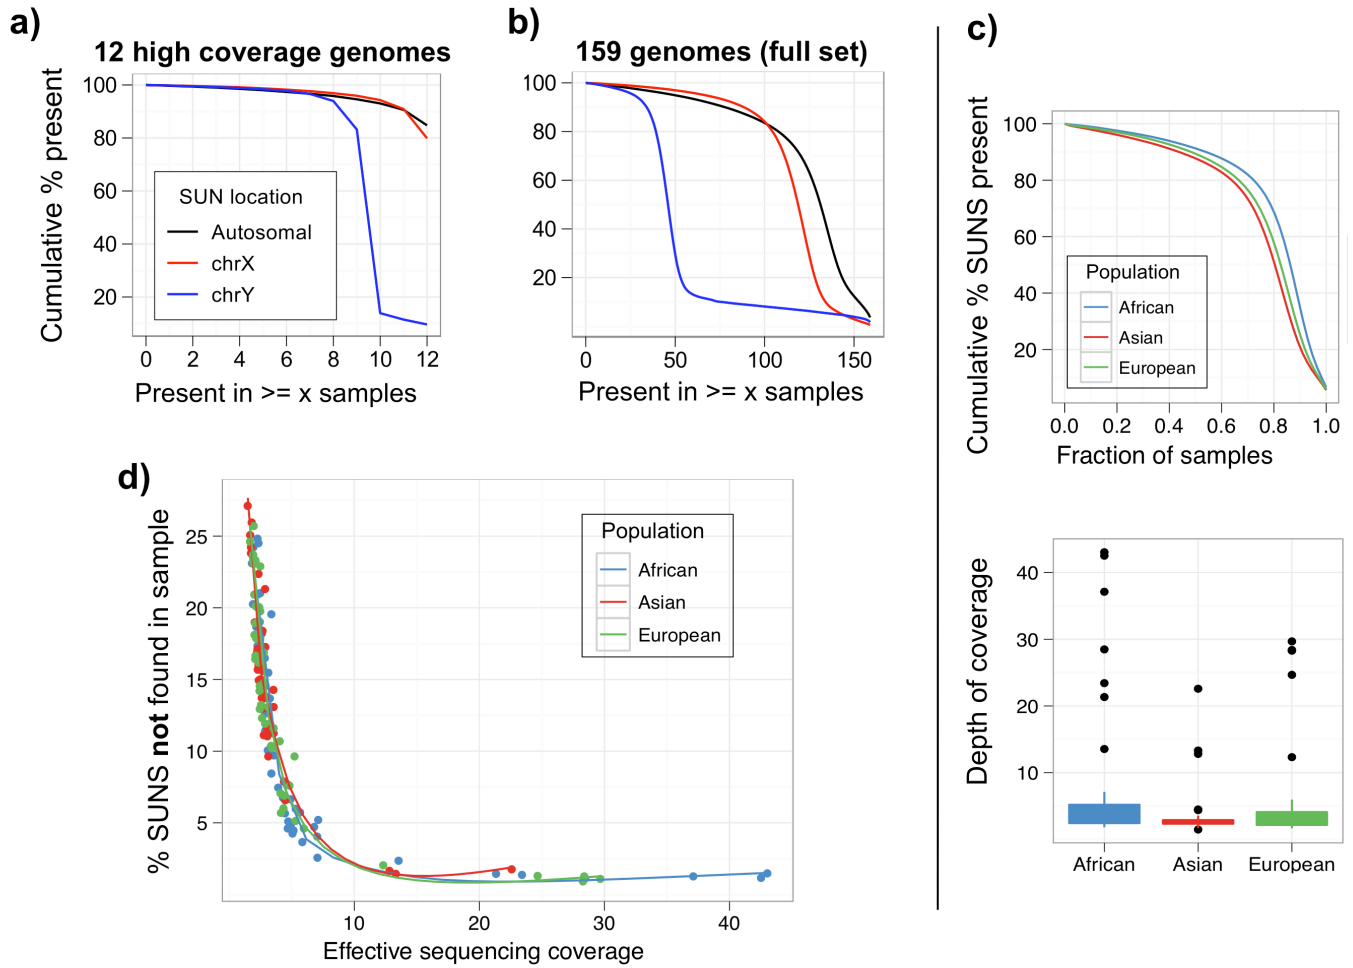 a)
12 high coverage genomes
Cumulative % present
100
80
60
40
20
SUN location
Autosomal
chrX
chrY
0 2 4 6 8 10 12
Present in >= x samples
b)
159 genomes (full set)
100
80
60
40
20
0 50 100 150
Present in >= x samples
c)
Cumulative % SUNS present
100
80
60
40
20
Population
African
Asian
European
0.0 0.2 0.4 0.6 0.8 1.0
Fraction of samples
Depth of coverage
40
30
20
10
African Asian European
d)
% SUNS not found in sample
25
20
15
10
5
Population
African
Asian
European
10 20 30 40
Effective sequencing coverage